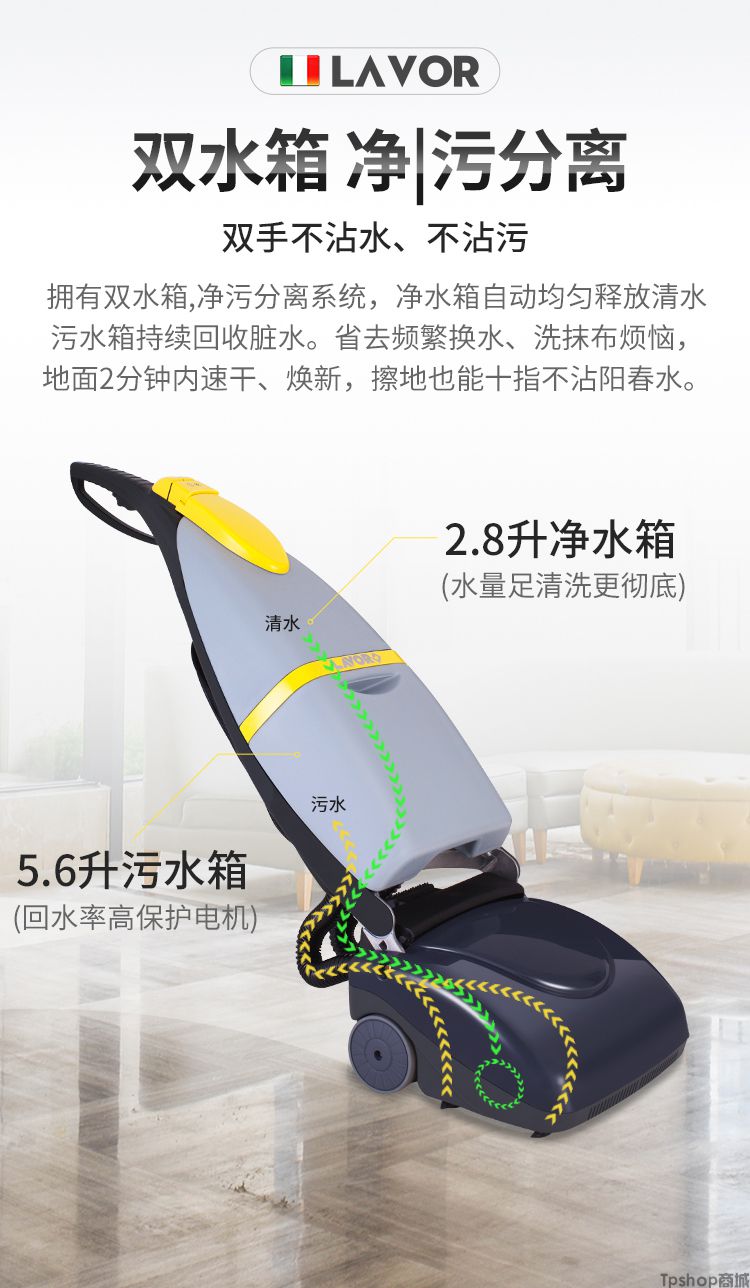 LAVOR
双水箱 净|污分离
双手不沾水、不沾污
拥有双水箱,净污分离系统，净水箱自动均匀释放清水
污水箱持续回收脏水。省去频繁换水、洗抹布烦恼，
地面2分钟内速干、焕新，擦地也能十指不沾阳春水。
2.8升净水箱
(水量足清洗更彻底)
清水
LAVOR
污水
5.6升污水箱
(回水率高保护电机)
Tpshop商城